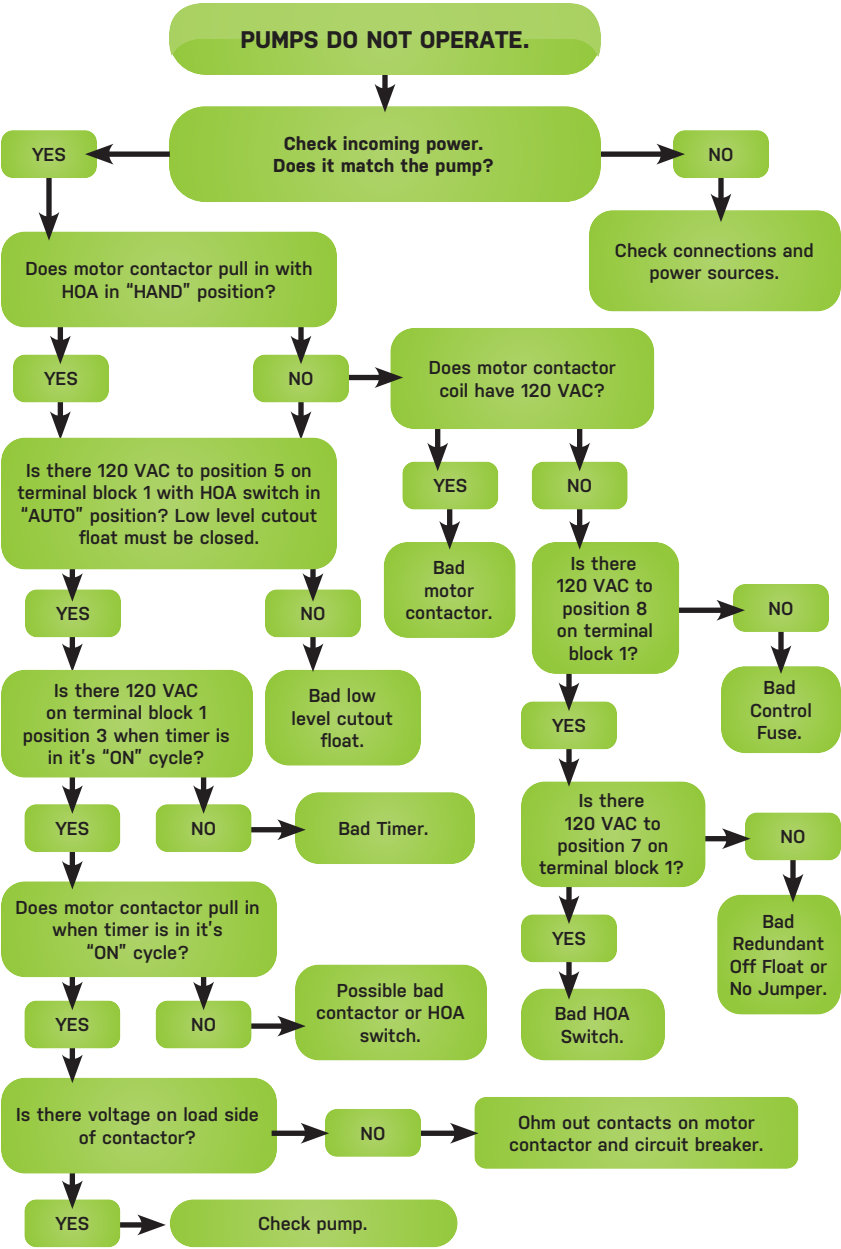 PUMPS DO NOT OPERATE.
Check incoming power.
Does it match the pump?
YES
NO
Check connections and
power sources.
Does motor contactor pull in with
HOA in “HAND” position?
YES
NO
Does motor contactor
coil have 120 VAC?
YES
NO
Bad
motor
contactor.
Is there
120 VAC to
position 8
on terminal
block 1?
NO
Bad
Control
Fuse.
YES
Is there
120 VAC to
position 7 on
terminal block 1?
NO
Bad
Redundant
Off Float or
No Jumper.
YES
Bad HOA
Switch.
Is there 120 VAC to position 5 on
terminal block 1 with HOA switch in
“AUTO” position? Low level cutout
float must be closed.
YES
NO
Bad low
level cutout
float.
Is there 120 VAC
on terminal block 1
position 3 when timer is
in it's “ON” cycle?
YES
NO
Bad Timer.
Does motor contactor pull in
when timer is in it's
“ON” cycle?
YES
NO
Possible bad
contactor or HOA
switch.
Is there voltage on load side
of contactor?
NO
Ohm out contacts on motor
contactor and circuit breaker.
YES
Check pump.